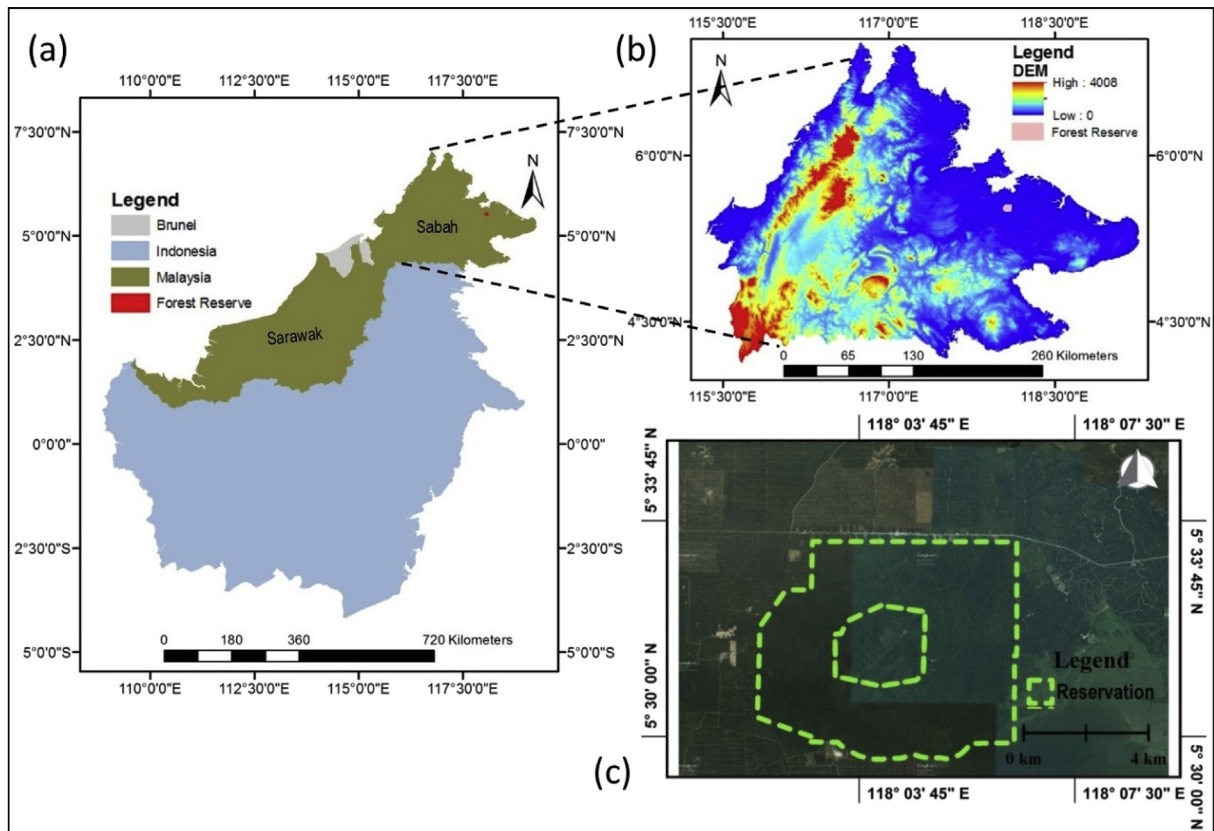 (a)
110°0'0"E 112°30'0"E 115°0'0"E 117°30'0"E
7°30'0"N
7°30'0"N
N
Legend
Brunei
Indonesia
Malaysia
Forest Reserve
Sabah
Sarawak
5°0'0"N
5°0'0"N
2°30'0"N
2°30'0"N
0°0'0"
0°0'0"
2°30'0"S
2°30'0"S
5°0'0"S
5°0'0"S
0 180 360 720 Kilometers
110°0'0"E 112°30'0"E 115°0'0"E 117°30'0"E
(b)
115°30'0"E 117°0'0"E 118°30'0"E
N
Legend
DEM
High : 4008
Low : 0
Forest Reserve
6°0'0"N
6°0'0"N
4°30'0"N
4°30'0"N
0 65 130 260 Kilometers
115°30'0"E 117°0'0"E 118°30'0"E
(c)
118° 03' 45" E 118° 07' 30" E
5° 33' 45" N
5° 33' 45" N
5° 30' 00" N
5° 30' 00" N
Legend
Reservation
0 km 4 km
118° 03' 45" E 118° 07' 30" E